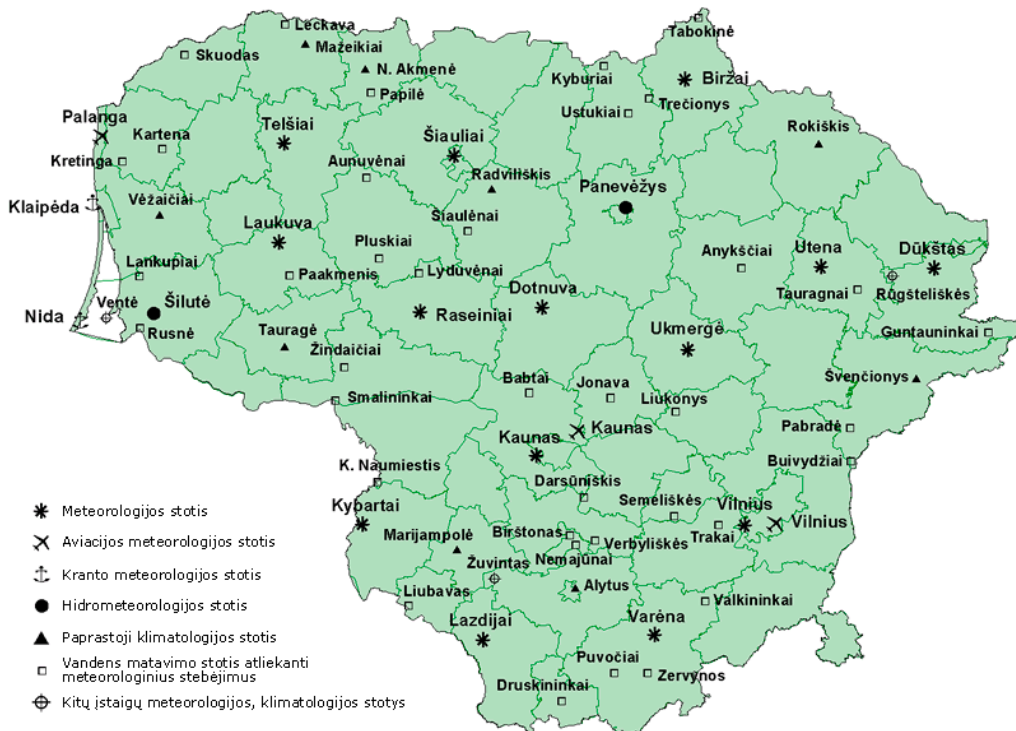 Leckava
Tabokinė
Mažeikiai
Skuodas
N. Akmenė
Kyburiai
Biržai
Papilė
Trečionys
Ustukiai
Palanga
Telšiai
Rokiškis
Kartena
Šiauliai
Aunuvėnai
Kretinga
Radviliškis
Panevėžys
Vėžaičiai
Klaipėda
Laukuva
Šiaulėnai
Anykščiai
Utena
Dūkštas
Pluskiai
Lankupiai
Paakmenis
Lyduvėnai
Dotnuva
Tauragnai
Rūgšteliškės
Ventė
Šilutė
Nida
Raseiniai
Rusnė
Tauragė
Ukmergė
Guntauninkai
Žindaičiai
Švenčionys
Babtai
Jonava
Smalininkai
Liukonys
Kaunas
Pabradė
Kaunas
Buivydžiai
K. Naumiestis
Darsūniškis
Kybartai
Semeliškės
Vilnius
Vilnius
Marijampolė
Birštonas
Verbyliškės
Trakai
Nemajūnai
Žuvintas
Alytus
Liubavas
Valkininkai
Lazdijai
Varėna
Puvočiai
Zervynos
Druskininkai
Meteorologijos stotis
Aviacijos meteorologijos stotis
Kranto meteorologijos stotis
Hidrometeorologijos stotis
Paprastoji klimatologijos stotis
Vandens matavimo stotis atliekanti
meteorologinius stebėjimus
Kitų įstaigų meteorologijos, klimatologijos stotys